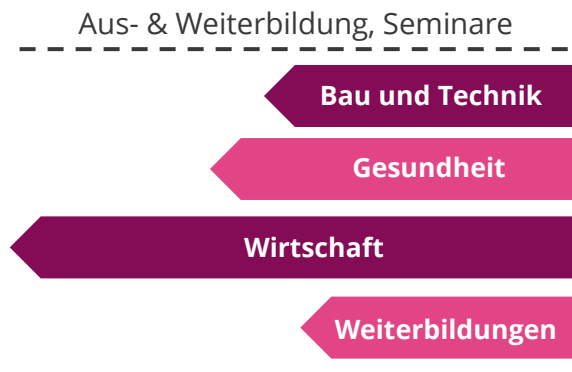 Aus- & Weiterbildung, Seminare
Bau und Technik
Gesundheit
Wirtschaft
Weiterbildungen